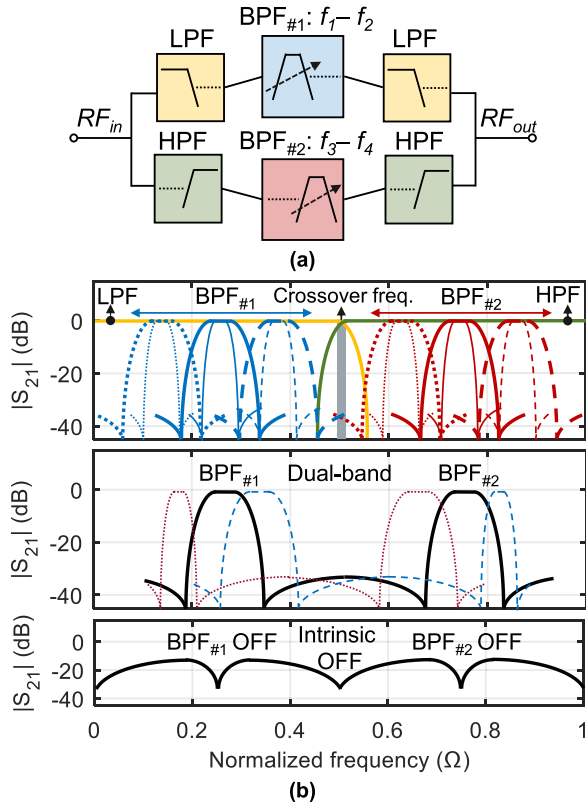 BPF#1: f1– f2
LPF
LPF
RFin
RFout
HPF
BPF#2: f3– f4
HPF
(a)
LPF
BPF#1
Crossover freq.
BPF#2
HPF
|S21| (dB)
0
-20
-40
BPF#1
Dual-band
BPF#2
|S21| (dB)
0
-20
-40
BPF#1 OFF
Intrinsic
OFF
BPF#2 OFF
|S21| (dB)
0
-20
-40
0
0.2
0.4
0.6
0.8
1
Normalized frequency (Ω)
(b)